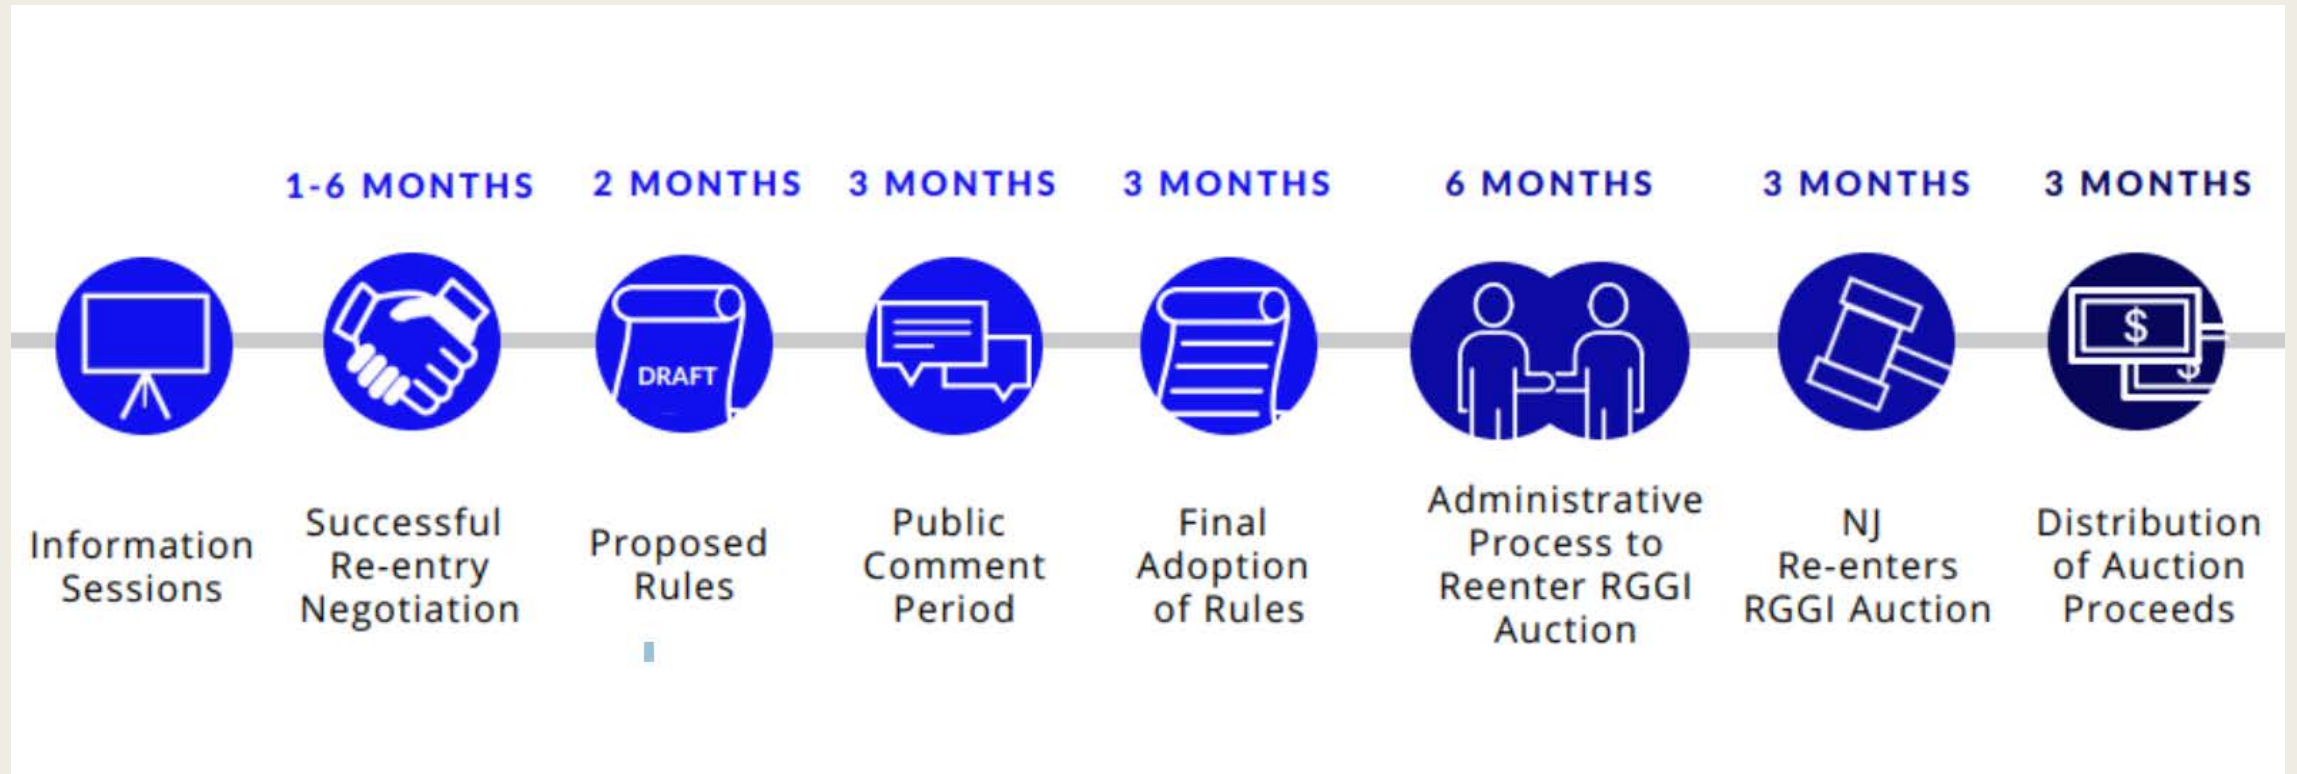 1-6 MONTHS
2 MONTHS
3 MONTHS
3 MONTHS
6 MONTHS
3 MONTHS
3 MONTHS
$
$
DRAFT
Information
Sessions
Successful
Re-entry
Negotiation
Proposed
Rules
Public
Comment
Period
Final
Adoption
of Rules
Administrative
Process to
Reenter RGGI
Auction
NJ
Re-enters
RGGI Auction
Distribution
of Auction
Proceeds